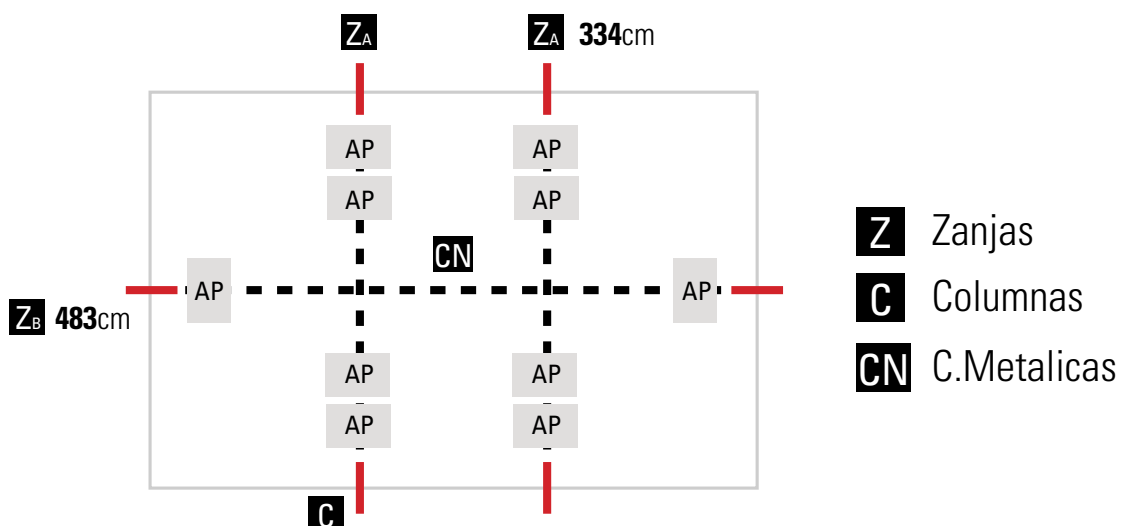 ZA ZA 334cm
AP AP
AP AP
Z Zanjas
CN
AP AP
C Columnas
ZB 483cm
CN C.Metalicas
AP AP
AP AP
C